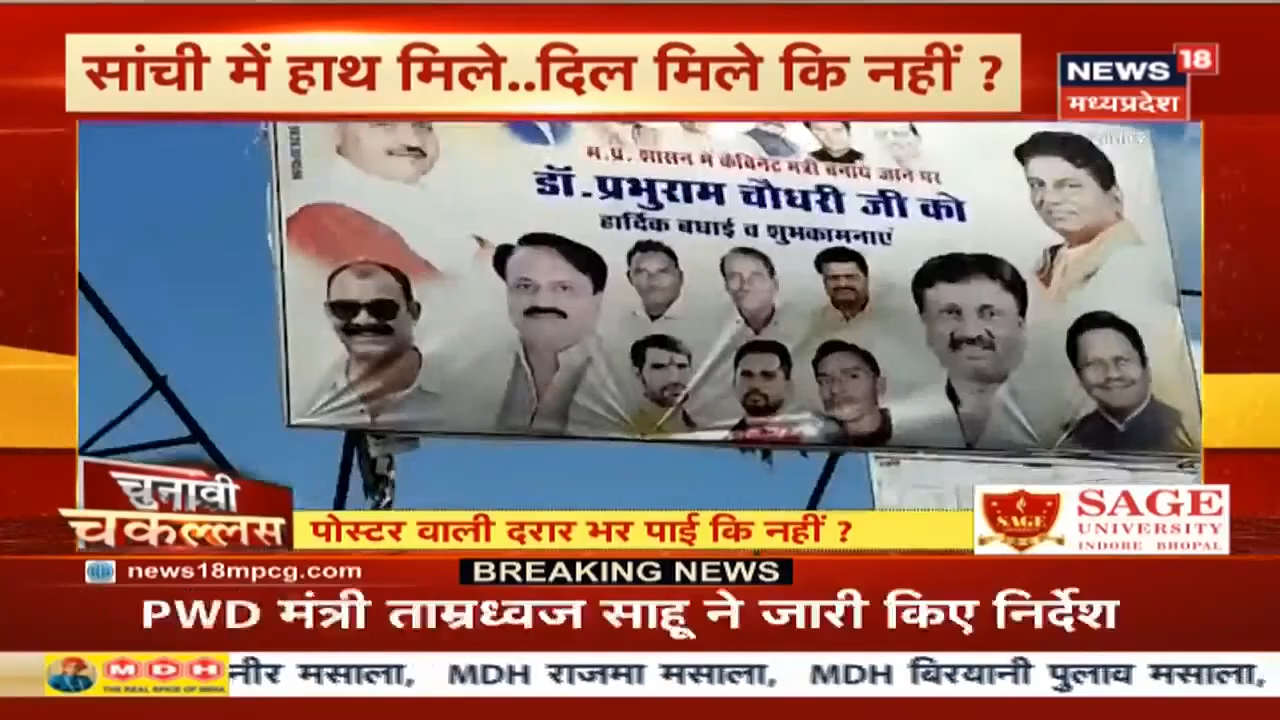 सांची में हाथ मिले..दिल मिले कि नहीं ?
NEWS 18
मध्यप्रदेश
म.प्र. शासन में केबिनेट मंत्री बनाये जाने पर
डॉ.प्रभुराम चौधरी जी को
हार्दिक बधाई व शुभकामनाएं
चुनावी
चकल्लस
पोस्टर वाली दरार भर पाई कि नहीं ?
SAGE
SAGE
UNIVERSITY
INDORE BHOPAL
news18mpcg.com
BREAKING NEWS
PWD मंत्री ताम्रध्वज साहू ने जारी किए निर्देश
MDH
THE REAL SPICE OF INDIA
नीर मसाला, MDH राजमा मसाला, MDH बिरयानी पुलाव मसाला,